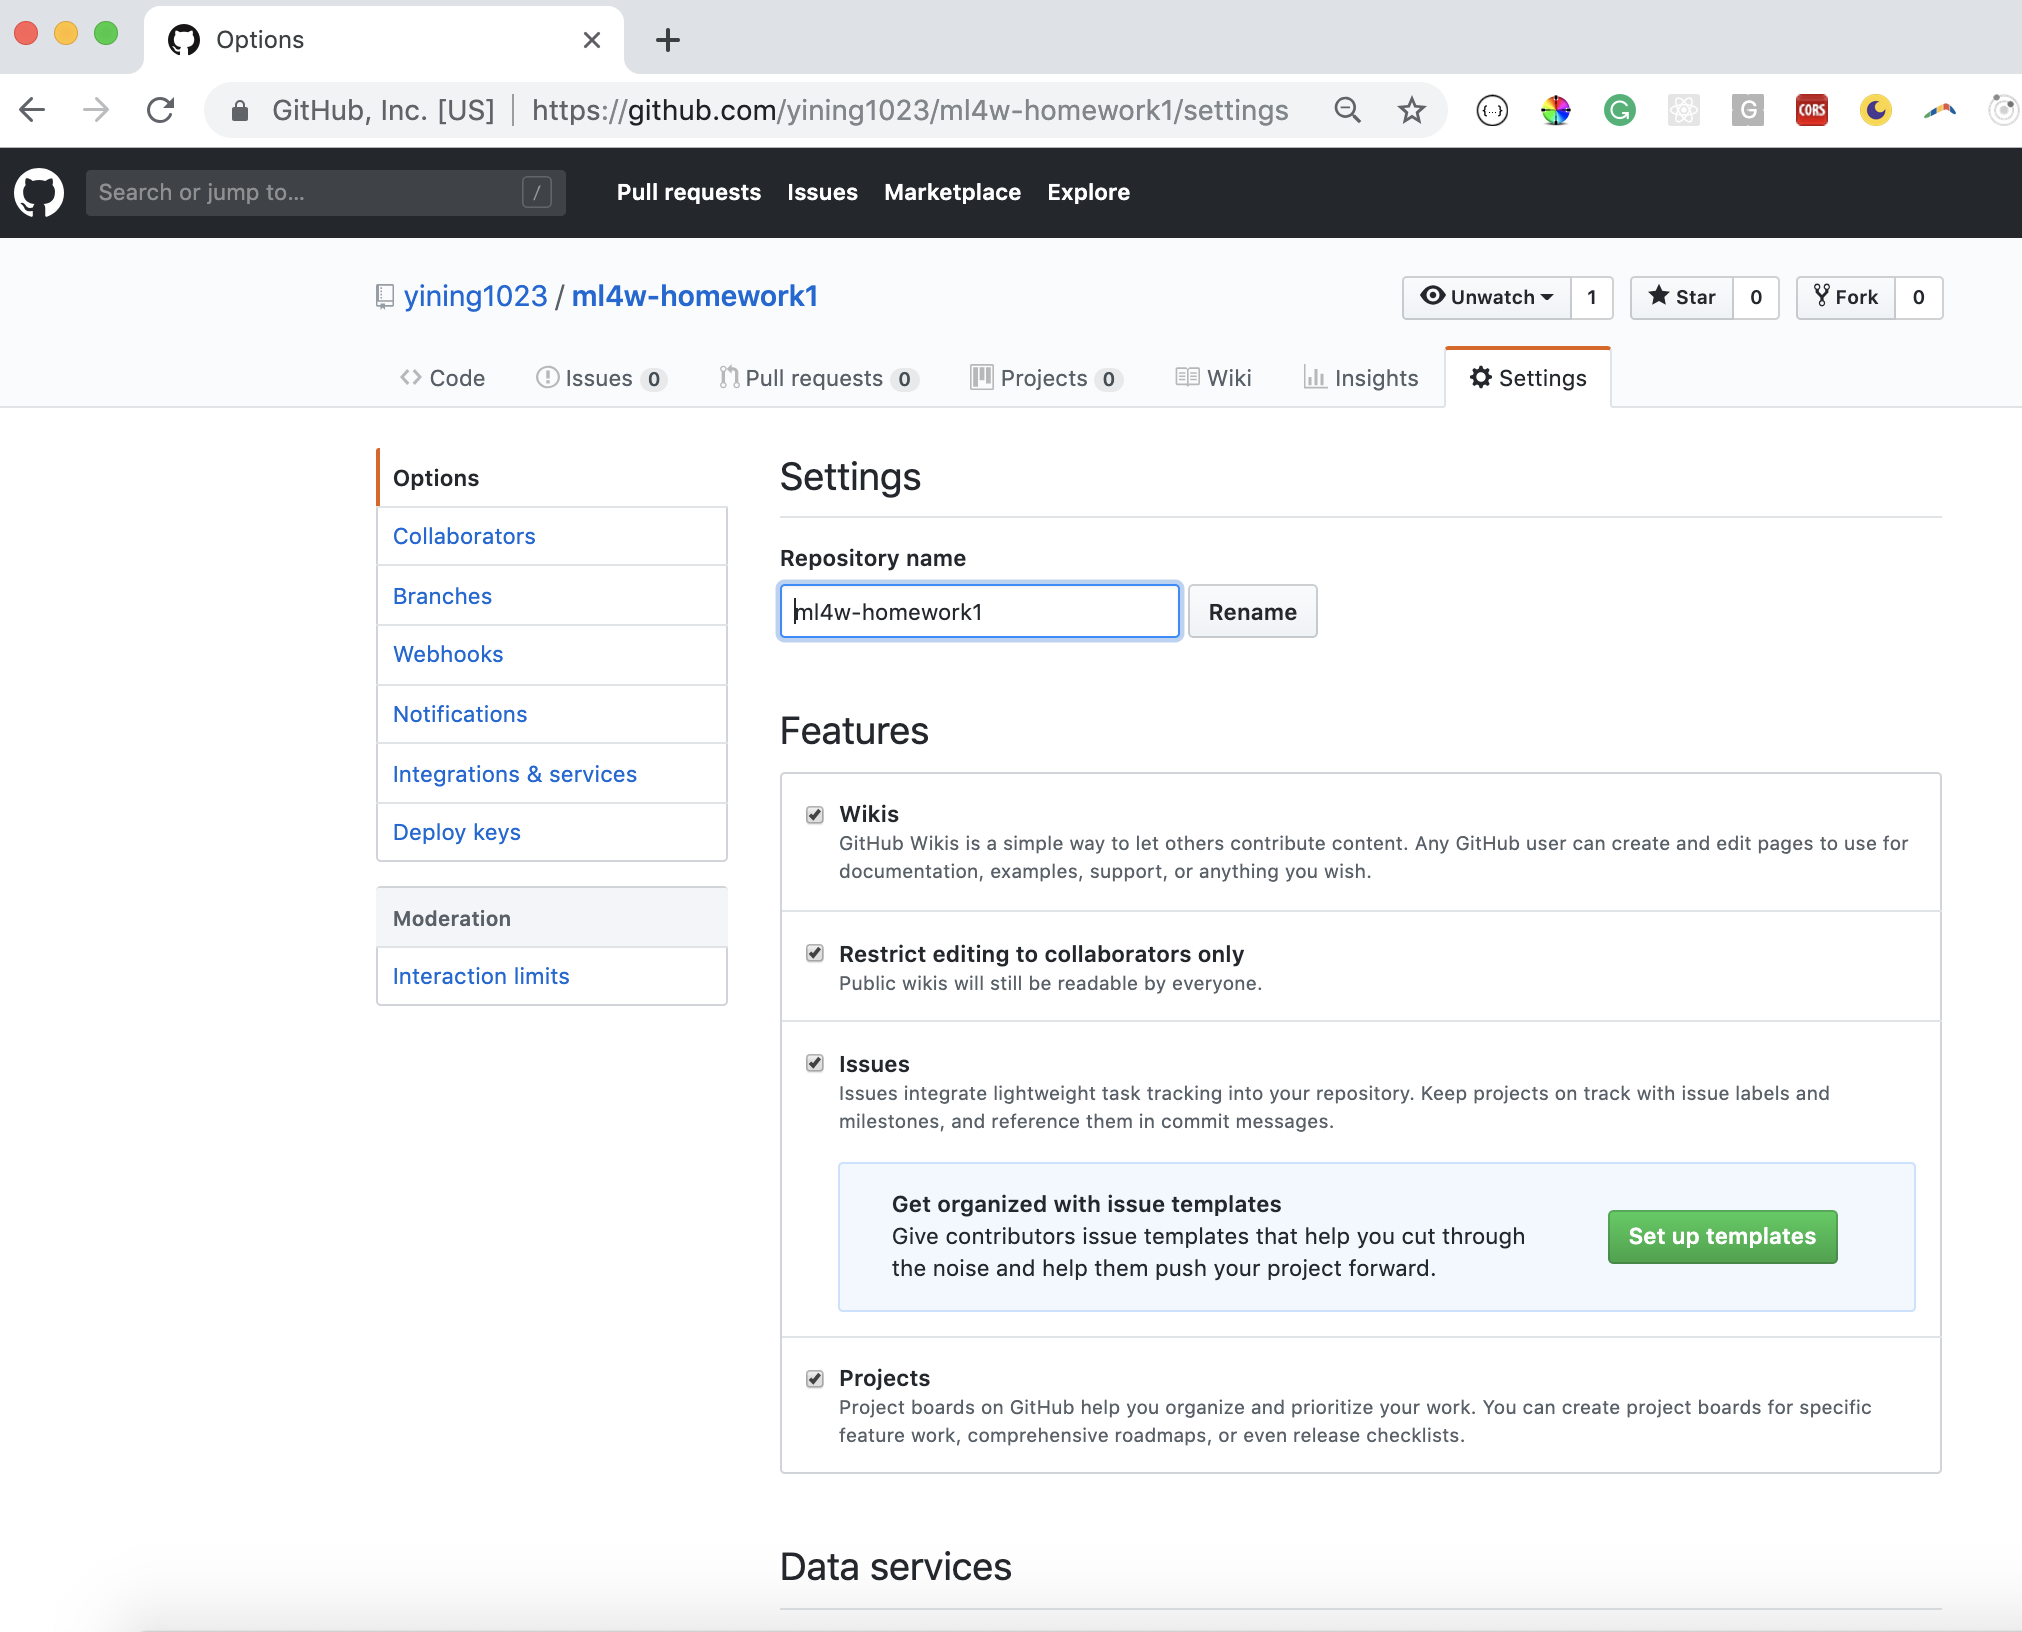 Options
GitHub, Inc. [US] https://github.com/yining1023/ml4w-homework1/settings
{...}
G
G
CORS
Search or jump to... /
Pull requests Issues Marketplace Explore
yining1023 / ml4w-homework1
Unwatch 1 Star 0 Fork 0
Code Issues 0 Pull requests 0 Projects 0 Wiki Insights Settings
Options
Collaborators
Branches
Webhooks
Notifications
Integrations & services
Deploy keys
Moderation
Interaction limits
Settings
Repository name
ml4w-homework1 Rename
Features
Wikis
GitHub Wikis is a simple way to let others contribute content. Any GitHub user can create and edit pages to use for
documentation, examples, support, or anything you wish.
Restrict editing to collaborators only
Public wikis will still be readable by everyone.
Issues
Issues integrate lightweight task tracking into your repository. Keep projects on track with issue labels and
milestones, and reference them in commit messages.
Get organized with issue templates
Give contributors issue templates that help you cut through
the noise and help them push your project forward.
Set up templates
Projects
Project boards on GitHub help you organize and prioritize your work. You can create project boards for specific
feature work, comprehensive roadmaps, or even release checklists.
Data services